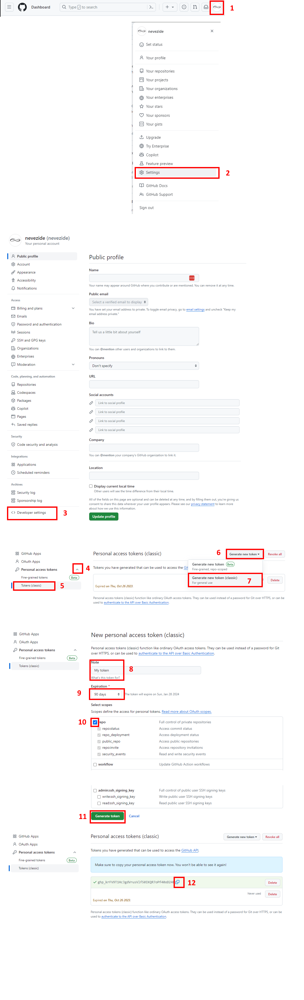 Dashboard
Type / to search
1
nevezide
Set status
Your profile
Your repositories
Your projects
Your organizations
Your enterprises
Your stars
Your sponsors
Your gists
Upgrade
Try Enterprise
Copilot
Feature preview
Settings
2
GitHub Docs
GitHub Support
Sign out
nevezide (nevezide)
Your personal account
Public profile
Account
Appearance
Accessibility
Notifications
Access
Billing and plans
Emails
Password and authentication
Sessions
SSH and GPG keys
Organizations
Enterprises
Moderation
Code, planning, and automation
Repositories
Codespaces
Packages
Copilot
Pages
Saved replies
Security
Code security and analysis
Integrations
Applications
Scheduled reminders
Archives
Security log
Sponsorship log
Developer settings
3
Public profile
Name
Your name may appear around GitHub where you contribute or are mentioned. You can remove it at any time.
Public email
Select a verified email to display
You have set your email address to private. To toggle email privacy, go to email settings and uncheck "Keep my
email address private."
Bio
Tell us a little bit about yourself
You can @mention other users and organizations to link to them.
Pronouns
Don't specify
URL
Social accounts
Link to social profile
Link to social profile
Link to social profile
Link to social profile
Company
You can @mention your company's GitHub organization to link it.
Location
Display current local time
Other users will see the time difference from their local time.
All of the fields on this page are optional and can be deleted at any time, and by filling them out, you're giving us
consent to share this data wherever your user profile appears. Please see our privacy statement to learn more
about how we use this information.
Update profile
GitHub Apps
OAuth Apps
Personal access tokens
4
Fine-grained tokens Beta
Tokens (classic)
5
Personal access tokens (classic)
6
Generate new token
Revoke all
Tokens you have generated that can be used to access the
Generate new token Beta
Fine-grained, repo-scoped
Generate new token (classic)
For general use
7
Delete
Expired on Thu, Oct 26 2023.
Personal access tokens (classic) function like ordinary OAuth access tokens. They can be used instead of a password for Git over HTTPS, or can be
used to authenticate to the API over Basic Authentication.
GitHub Apps
OAuth Apps
Personal access tokens
Fine-grained tokens Beta
Tokens (classic)
New personal access token (classic)
Personal access tokens (classic) function like ordinary OAuth access tokens. They can be used instead of a password for Git
over HTTPS, or can be used to authenticate to the API over Basic Authentication.
Note
My token
8
What's this token for?
Expiration *
9
90 days
The token will expire on Sun, Jan 28 2024
Select scopes
Scopes define the access for personal tokens. Read more about OAuth scopes.
10
repo Full control of private repositories
repo:status Access commit status
repo_deployment Access deployment status
public_repo Access public repositories
repo:invite Access repository invitations
security_events Read and write security events
workflow Update GitHub Action workflows
admin:ssh_signing_key Full control of public user SSH signing keys
write:ssh_signing_key Write public user SSH signing keys
read:ssh_signing_key Read public user SSH signing keys
11
Generate token
Cancel
GitHub Apps
OAuth Apps
Personal access tokens
Fine-grained tokens Beta
Tokens (classic)
Personal access tokens (classic)
Generate new token
Revoke all
Tokens you have generated that can be used to access the GitHub API.
Make sure to copy your personal access token now. You won't be able to see it again!
12
Delete
Never used
Delete
Expired on Thu, Oct 26 2023.
Personal access tokens (classic) function like ordinary OAuth access tokens. They can be used instead of a password for Git over HTTPS, or can be
used to authenticate to the API over Basic Authentication.